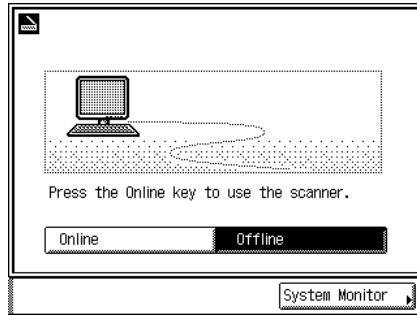 Press the Online key to use the scanner.
Online Offline
System Monitor